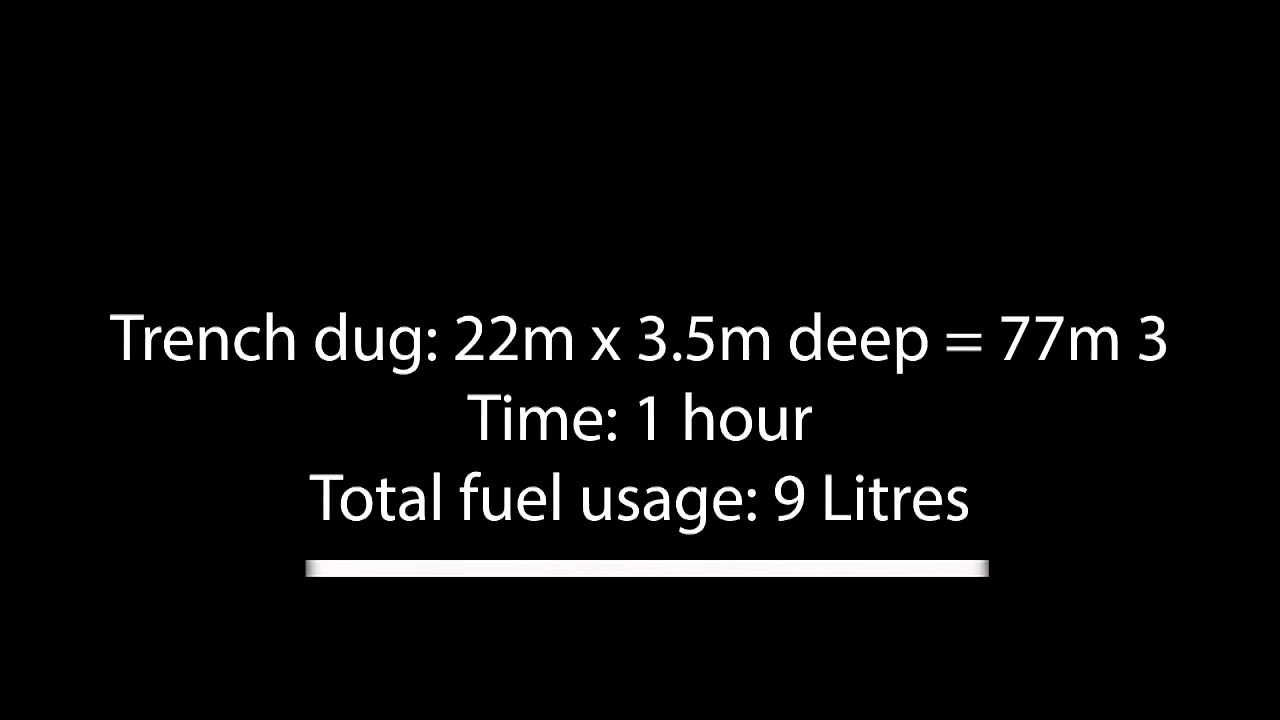 Trench dug: 22m x 3.5m deep = 77m 3
Time: 1 hour
Total fuel usage: 9 Litres